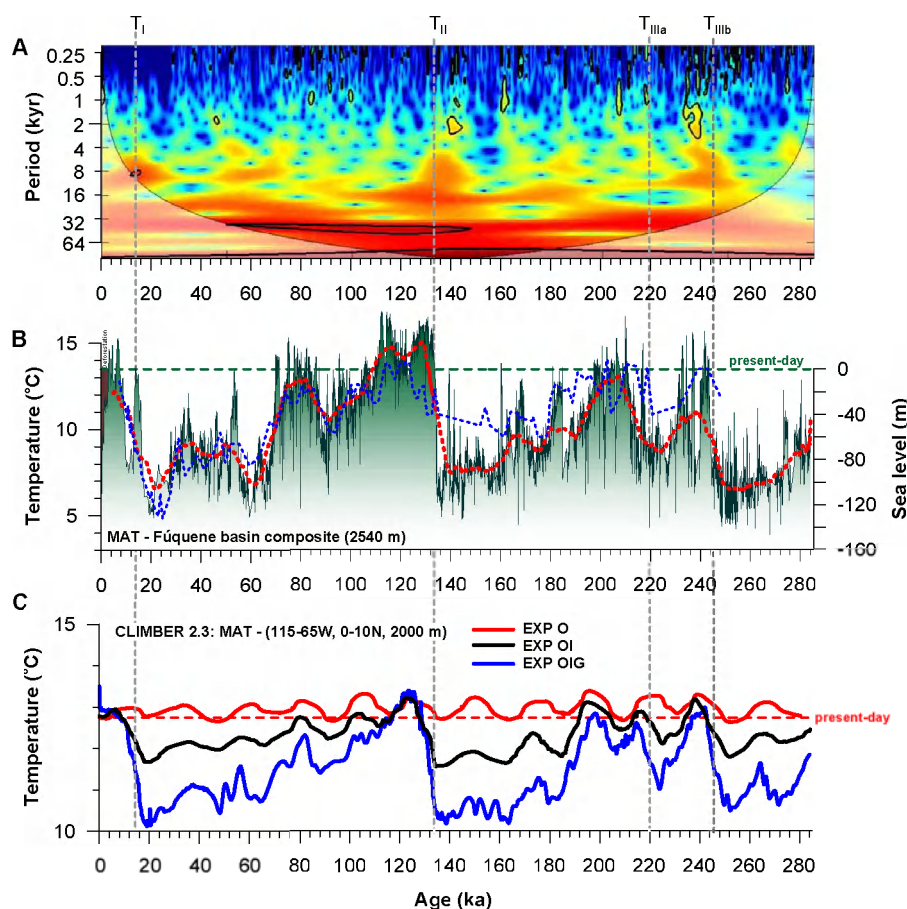 T_I T_II T_IIIa T_IIIb
A
Period (kyr)
0.25
0.5
1
2
4
8
16
32
64
0 20 40 60 80 100 120 140 160 180 200 220 240 260
B
Temperature (°C)
15
10
5
present-day
MAT - Fúquene basin composite (2540 m)
0
-40
-80
-120
-160
Sea level (m)
0 20 40 60 80 100 120 140 160 180 200 220 240 260 280
C
Temperature (°C)
15
10
CLIMBER 2.3: MAT - (115-65W, 0-10N, 2000 m)
EXP O
EXP OI
EXP OIG
present-day
0 20 40 60 80 100 120 140 160 180 200 220 240 260 280
Age (ka)